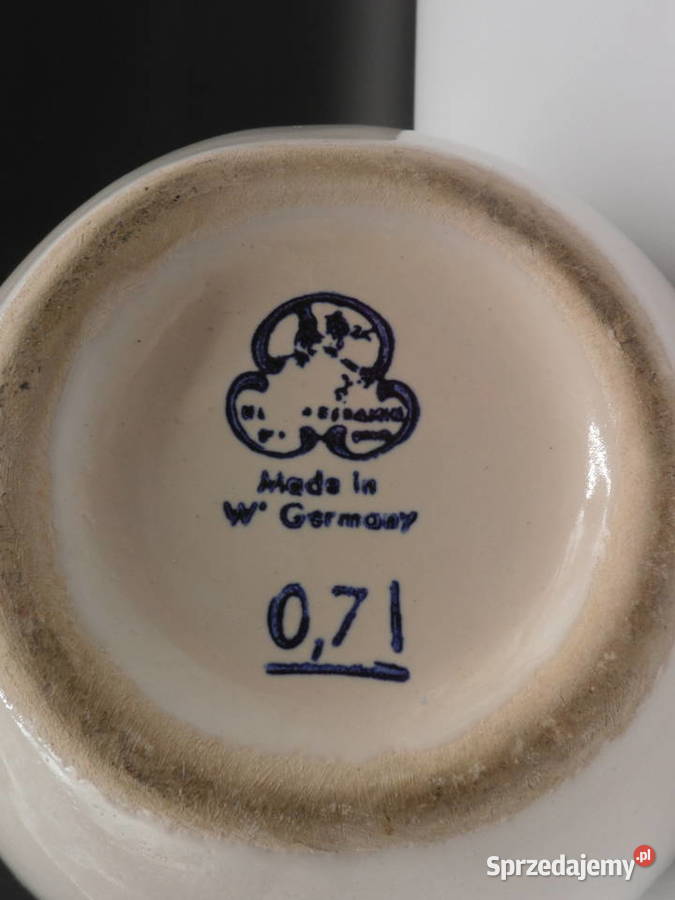 Made in
W' Germany
0,7 l
Sprzedajemy.pl